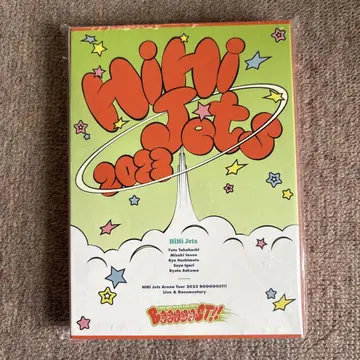 HiHi
Jets
2023
HiHi Jets
Yuto Takahashi
Mizuki Inoue
Ryo Hashimoto
Soya Igari
Ryuto Sakuma
HiHi Jets Arena Tour 2023 BOOOOOST!!
Live & Documentary
BoooooST!!